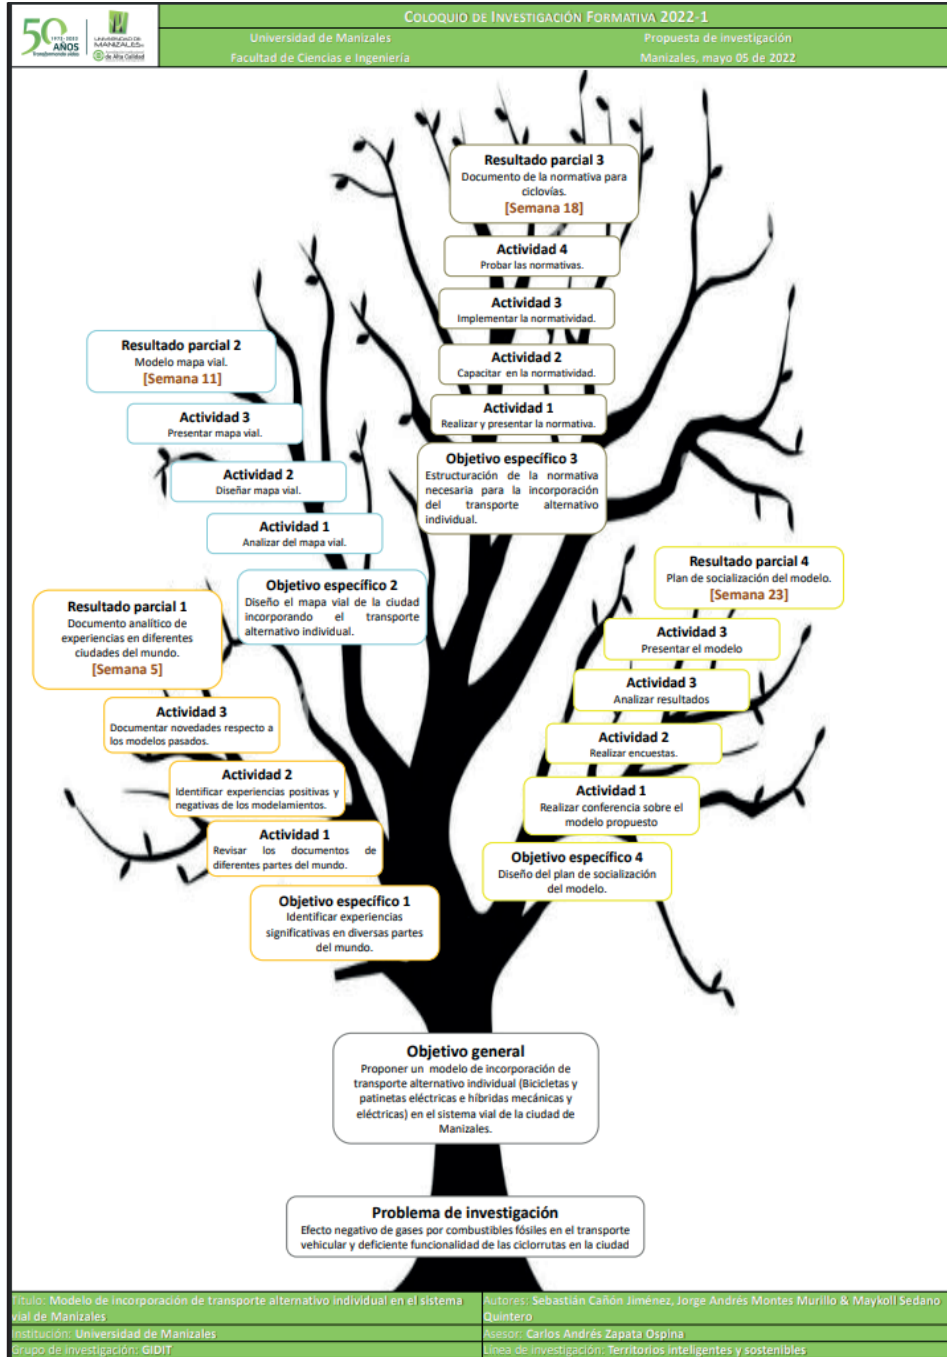 50 1972-2022
AÑOS
Transformando vidas
UNIVERSIDAD DE
MANIZALES
de Alta Calidad
COLOQUIO DE INVESTIGACIÓN FORMATIVA 2022-1
Universidad de Manizales
Propuesta de investigación
Facultad de Ciencias e Ingeniería
Manizales, mayo 05 de 2022
Resultado parcial 3
Documento de la normativa para
ciclovías.
[Semana 18]
Actividad 4
Probar las normativas.
Actividad 3
Implementar la normatividad.
Actividad 2
Capacitar en la normatividad.
Actividad 1
Realizar y presentar la normativa.
Objetivo específico 3
Estructuración de la normativa
necesaria para la incorporación
del transporte alternativo
individual.
Resultado parcial 2
Modelo mapa vial.
[Semana 11]
Actividad 3
Presentar mapa vial.
Actividad 2
Diseñar mapa vial.
Actividad 1
Analizar del mapa vial.
Objetivo específico 2
Diseño el mapa vial de la ciudad
incorporando el transporte
alternativo individual.
Resultado parcial 4
Plan de socialización del modelo.
[Semana 23]
Actividad 3
Presentar el modelo
Actividad 3
Analizar resultados
Actividad 2
Realizar encuestas.
Actividad 1
Realizar conferencia sobre el
modelo propuesto
Objetivo específico 4
Diseño del plan de socialización
del modelo.
Resultado parcial 1
Documento analítico de
experiencias en diferentes
ciudades del mundo.
[Semana 5]
Actividad 3
Documentar novedades respecto a
los modelos pasados.
Actividad 2
Identificar experiencias positivas y
negativas de los modelamientos.
Actividad 1
Revisar los documentos de
diferentes partes del mundo.
Objetivo específico 1
Identificar experiencias
significativas en diversas partes
del mundo.
Objetivo general
Proponer un modelo de incorporación de
transporte alternativo individual (Bicicletas y
patinetas eléctricas e híbridas mecánicas y
eléctricas) en el sistema vial de la ciudad de
Manizales.
Problema de investigación
Efecto negativo de gases por combustibles fósiles en el transporte
vehicular y deficiente funcionalidad de las ciclorrutas en la ciudad
Título: Modelo de incorporación de transporte alternativo individual en el sistema
vial de Manizales
Autores: Sebastián Cañón Jiménez, Jorge Andrés Montes Murillo & Maykoll Sedano
Quintero
Institución: Universidad de Manizales
Asesor: Carlos Andrés Zapata Ospina
Grupo de investigación: GIDIT
Línea de investigación: Territorios inteligentes y sostenibles